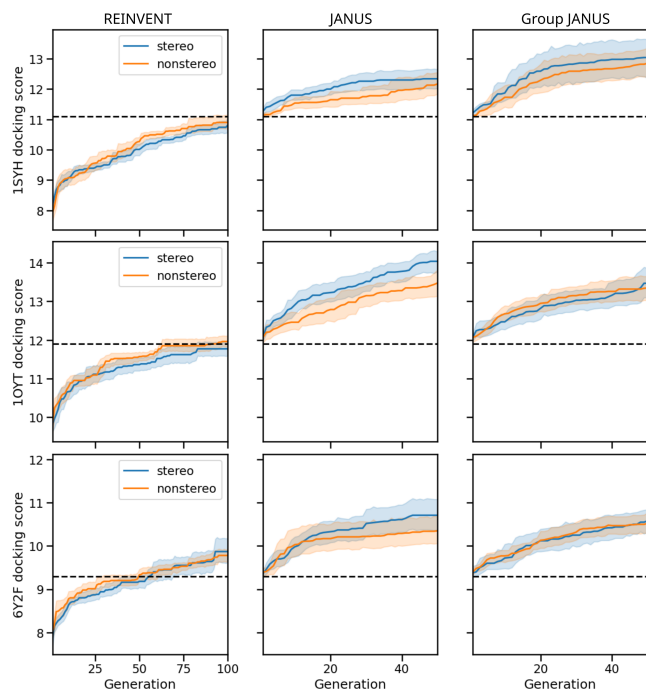 REINVENT JANUS Group JANUS
1SYH docking score
13
12
11
10
9
8
stereo
nonstereo
1OYT docking score
14
13
12
11
10
stereo
nonstereo
6Y2F docking score
12
11
10
9
8
stereo
nonstereo
25 50 75 100 20 40 20 40
Generation Generation Generation